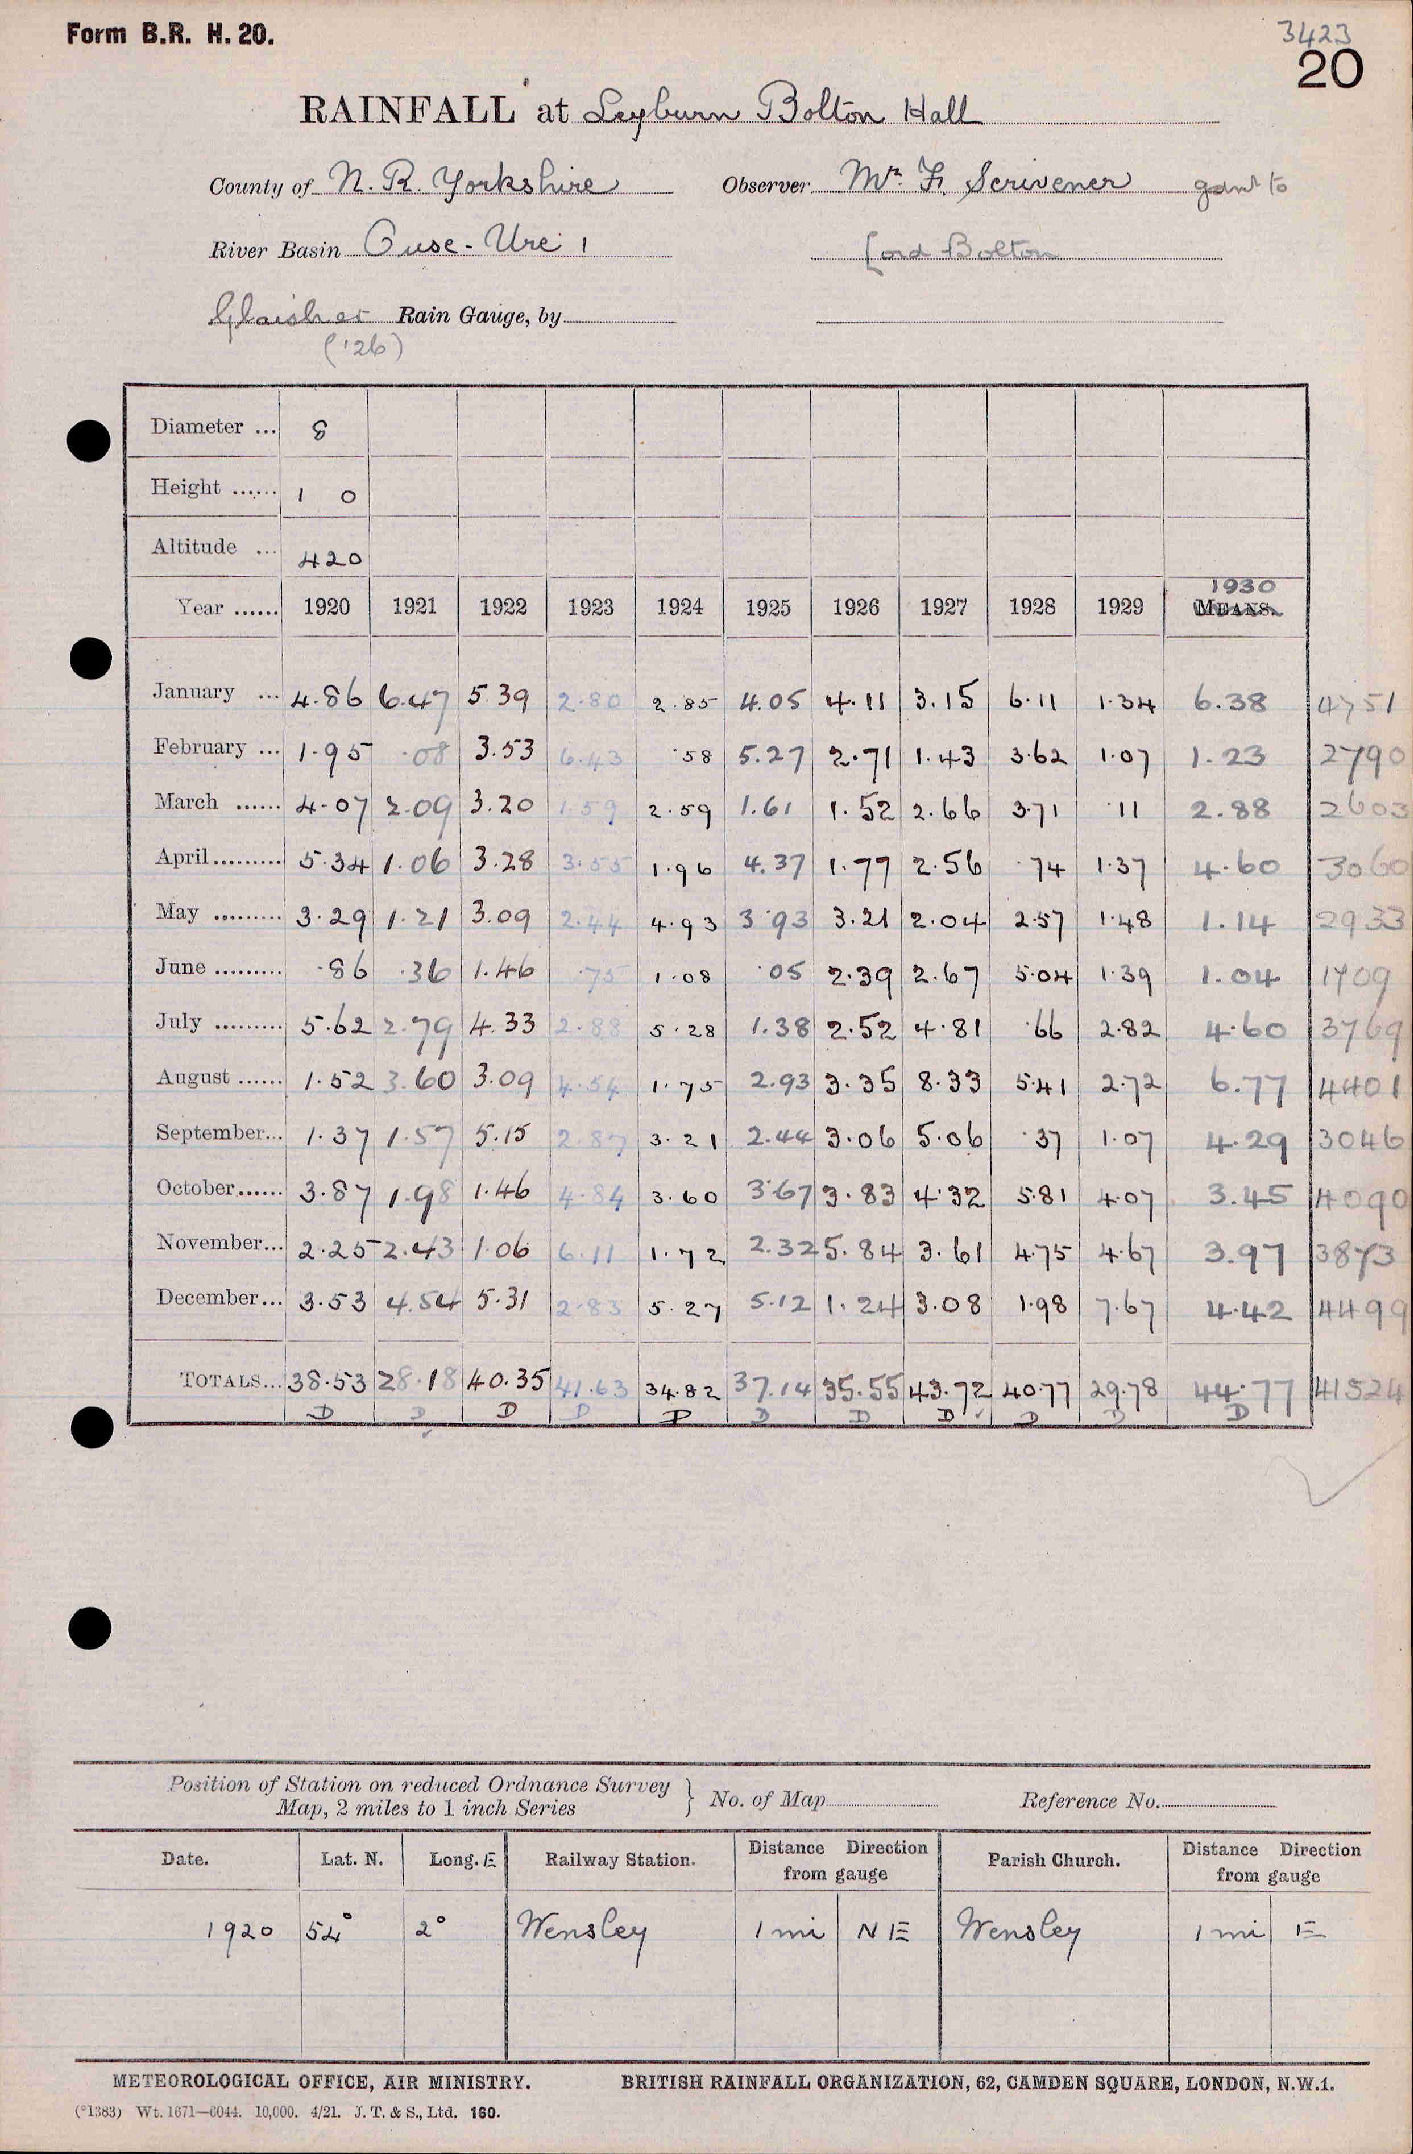 Form B.R. H. 20.
3423
20
RAINFALL at Leyburn Bolton Hall
County of N. R. Yorkshire Observer Mr. F. Scrivener gdnr to
River Basin Ouse - Ure 1 Lord Bolton
Glaisher Rain Gauge, by
('26)
Diameter ... 8
Height ...... 1 0
Altitude ... 420
1930
Year ...... 1920 1921 1922 1923 1924 1925 1926 1927 1928 1929 MEANS.
January ... 4.86 6.47 5.39 2.80 2.85 4.05 4.11 3.15 6.11 1.34 6.38 4751
February ... 1.95 .08 3.53 6.43 .58 5.27 2.71 1.43 3.62 1.07 1.23 2790
March ...... 4.07 2.09 3.20 1.59 2.59 1.61 1.52 2.66 3.71 .11 2.88 2603
April ......... 5.34 1.06 3.28 3.55 1.96 4.37 1.77 2.56 .74 1.37 4.60 3060
May ......... 3.29 1.21 3.09 2.44 4.93 3.93 3.21 2.04 2.57 1.48 1.14 2933
June ......... .86 .36 1.46 .75 1.08 .05 2.39 2.67 5.04 1.39 1.04 1709
July ......... 5.62 2.79 4.33 2.88 5.28 1.38 2.52 4.81 .66 2.82 4.60 3769
August ...... 1.52 3.60 3.09 4.54 1.75 2.93 3.35 8.33 5.41 2.72 6.77 4401
September... 1.37 1.57 5.15 2.87 3.21 2.44 3.06 5.06 .37 1.07 4.29 3046
October...... 3.87 1.98 1.46 4.84 3.60 3.67 3.83 4.32 5.81 4.07 3.45 4090
November... 2.25 2.43 1.06 6.11 1.72 2.32 5.84 3.61 4.75 4.67 3.97 3873
December... 3.53 4.54 5.31 2.83 5.27 5.12 1.24 3.08 1.98 7.67 4.42 4499
TOTALS... 38.53 28.18 40.35 41.63 34.82 37.14 35.55 43.72 40.77 29.78 44.77 41524
D D D D D D D D D D D
Position of Station on reduced Ordnance Survey
Map, 2 miles to 1 inch Series } No. of Map Reference No.
Date. Lat. N. Long. E Railway Station. Distance Direction from gauge Parish Church. Distance Direction from gauge
1920 54° 2° Wensley 1 mi NE Wensley 1 mi E
METEOROLOGICAL OFFICE, AIR MINISTRY. BRITISH RAINFALL ORGANIZATION, 62, CAMDEN SQUARE, LONDON, N.W.1.
(*1383) Wt. 1671—6044. 10,000. 4/21. J. T. & S., Ltd. 160.